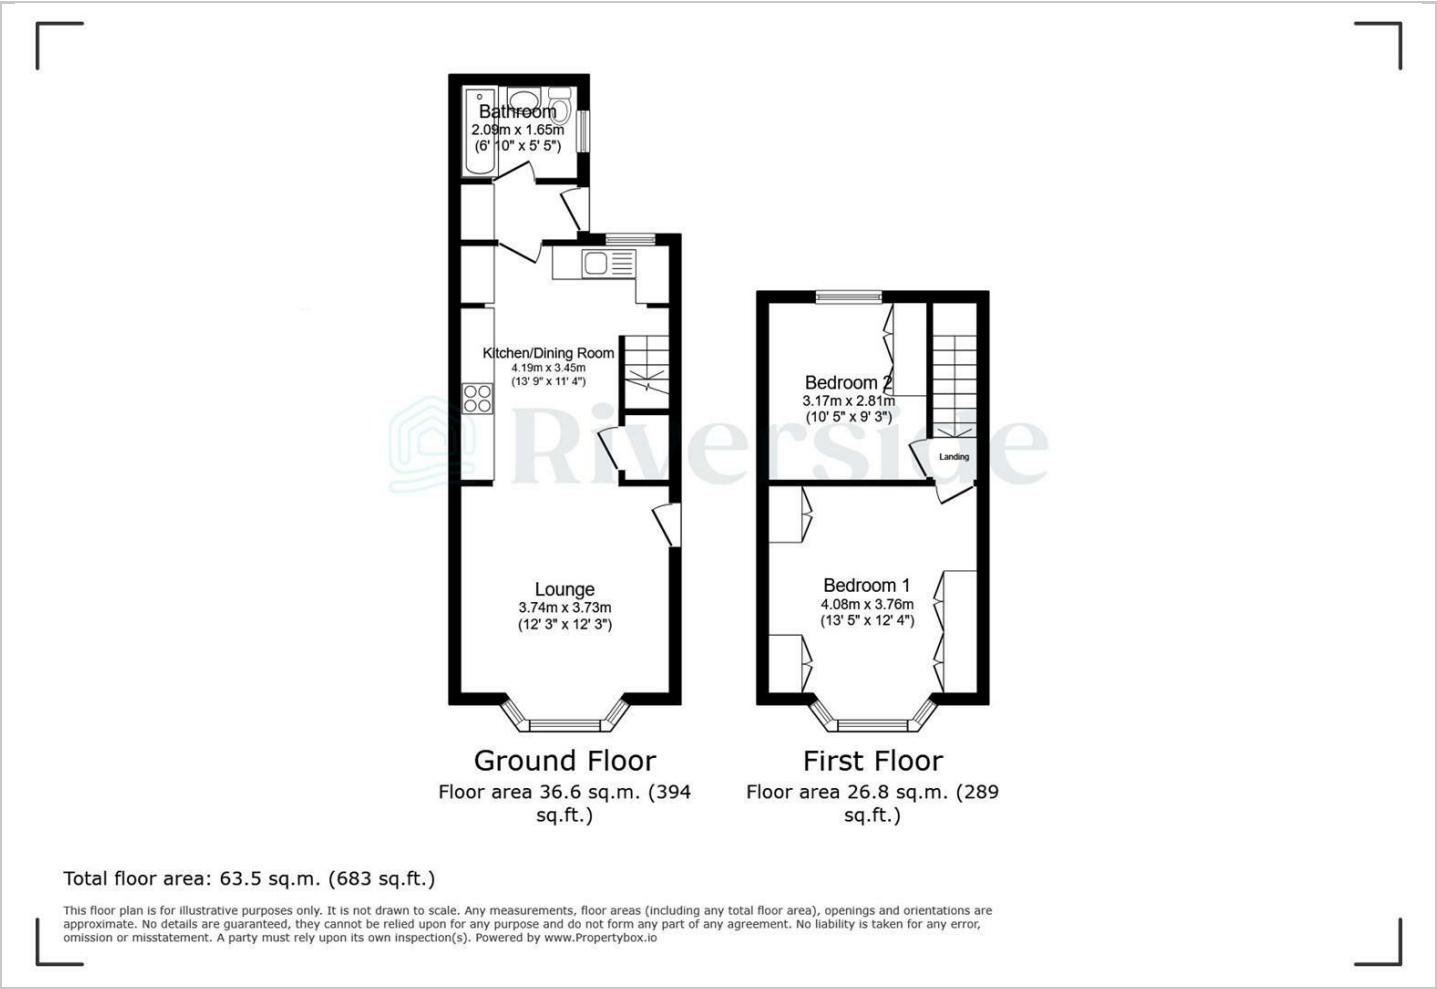 Bathroom
2.09m x 1.65m
(6' 10" x 5' 5")
Kitchen/Dining Room
4.19m x 3.45m
(13' 9" x 11' 4")
Bedroom 2
3.17m x 2.81m
(10' 5" x 9' 3")
Riverside
Landing
Lounge
3.74m x 3.73m
(12' 3" x 12' 3")
Bedroom 1
4.08m x 3.76m
(13' 5" x 12' 4")
Ground Floor
Floor area 36.6 sq.m. (394
sq.ft.)
First Floor
Floor area 26.8 sq.m. (289
sq.ft.)
Total floor area: 63.5 sq.m. (683 sq.ft.)
This floor plan is for illustrative purposes only. It is not drawn to scale. Any measurements, floor areas (including any total floor area), openings and orientations are
approximate. No details are guaranteed, they cannot be relied upon for any purpose and do not form any part of any agreement. No liability is taken for any error,
omission or misstatement. A party must rely upon its own inspection(s). Powered by www.Propertybox.io